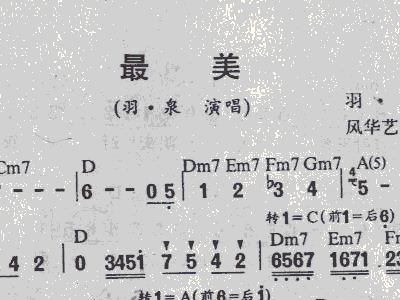 最 美
(羽·泉 演唱)
羽 ·
风华艺
Cm7 D Dm7 Em7 Fm7 Gm7 A(5)
- - - | 6 - - 0 5 | 1 2 ♭3 4 | 5 -
转1=C(前1=后6)
D Dm7 Em7
4 2 | 0 3451 7 5 4 2 | 6567 1671
转1=A(前6=后i)